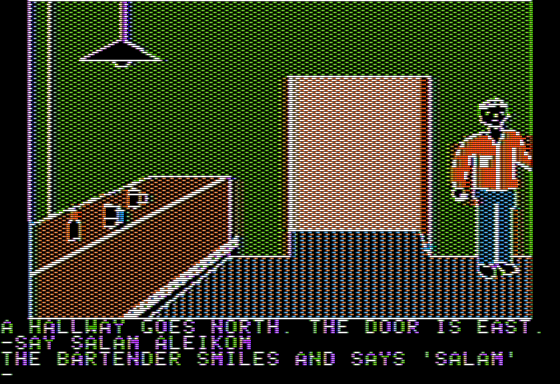 A HALLWAY GOES NORTH. THE DOOR IS EAST.
-SAY SALAM ALEIKOM
THE BARTENDER SMILES AND SAYS 'SALAM'
-